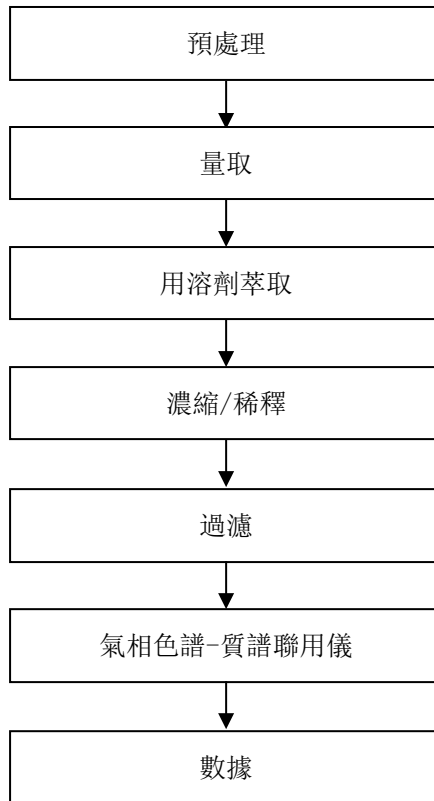 預處理
量取
用溶劑萃取
濃縮/稀釋
過濾
氣相色譜-質譜聯用儀
數據